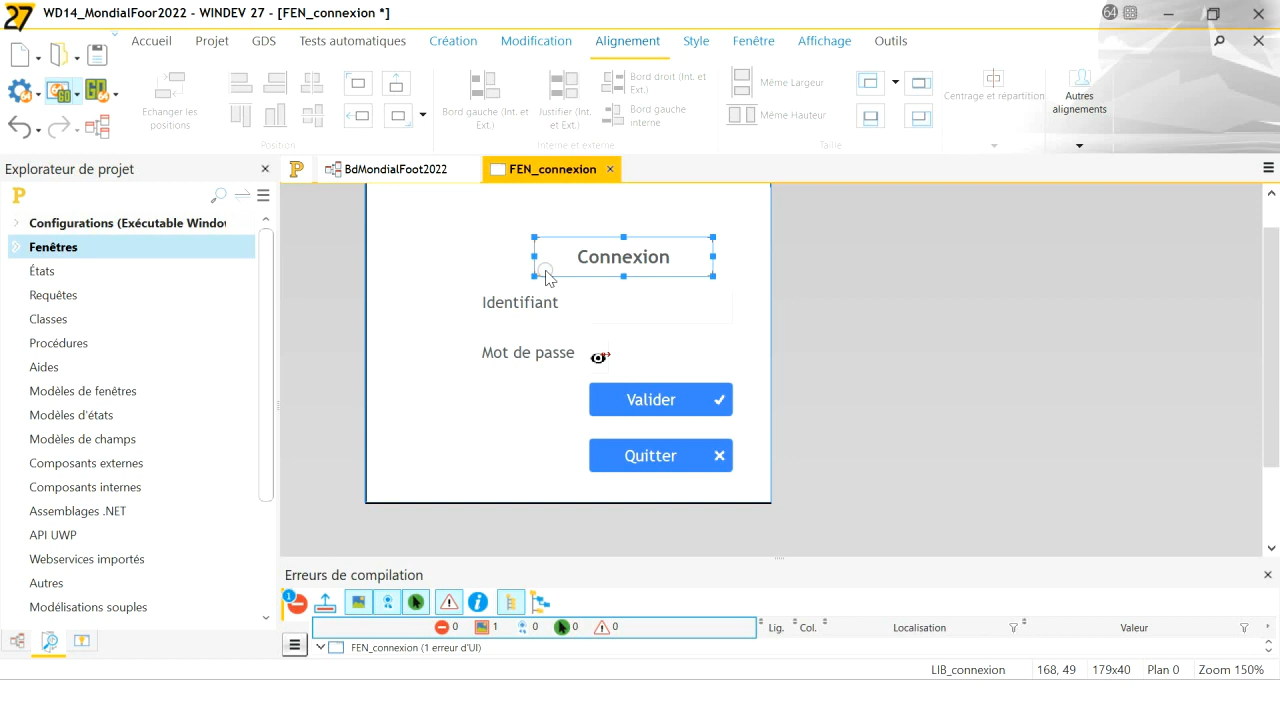 27 WD14_MondialFoor2022 - WINDEV 27 - [FEN_connexion *] 64
Accueil Projet GDS Tests automatiques Création Modification Alignement Style Fenêtre Affichage Outils
Echanger les positions
Bord gauche (Int. et Ext.)
Justifier (Int. et Ext.)
Bord droit (Int. et Ext.)
Bord gauche interne
Même Largeur
Même Hauteur
Centrage et répartition
Autres alignements
Position Interne et externe Taille
Explorateur de projet
BdMondialFoot2022
FEN_connexion
Configurations (Exécutable Windo
Fenêtres
États
Requêtes
Classes
Procédures
Aides
Modèles de fenêtres
Modèles d'états
Modèles de champs
Composants externes
Composants internes
Assemblages .NET
API UWP
Webservices importés
Autres
Modélisations souples
Connexion
Identifiant
Mot de passe
Valider
Quitter
Erreurs de compilation
1
0 1 0 0 0 Lig. Col. Localisation Valeur
FEN_connexion (1 erreur d'UI)
LIB_connexion 168, 49 179x40 Plan 0 Zoom 150%